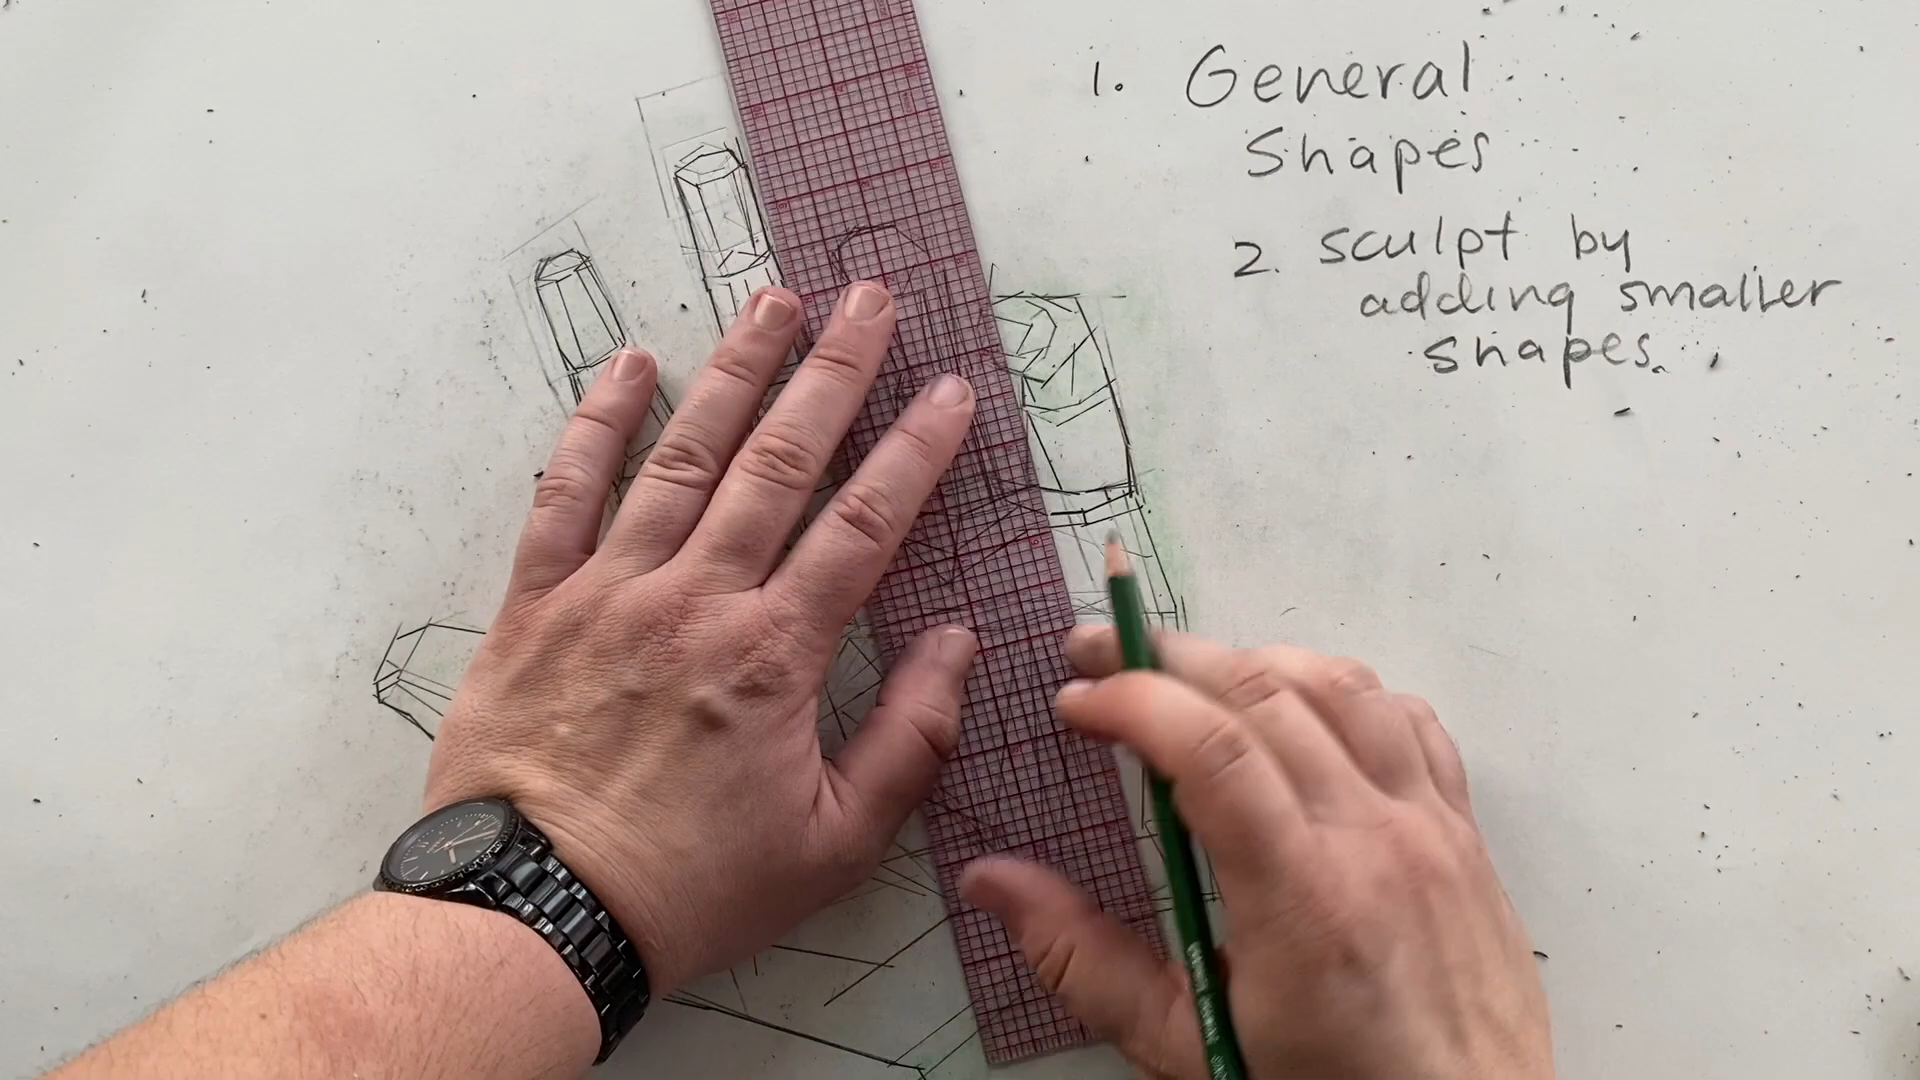 1. General
Shapes
2. sculpt by
adding smaller
shapes.